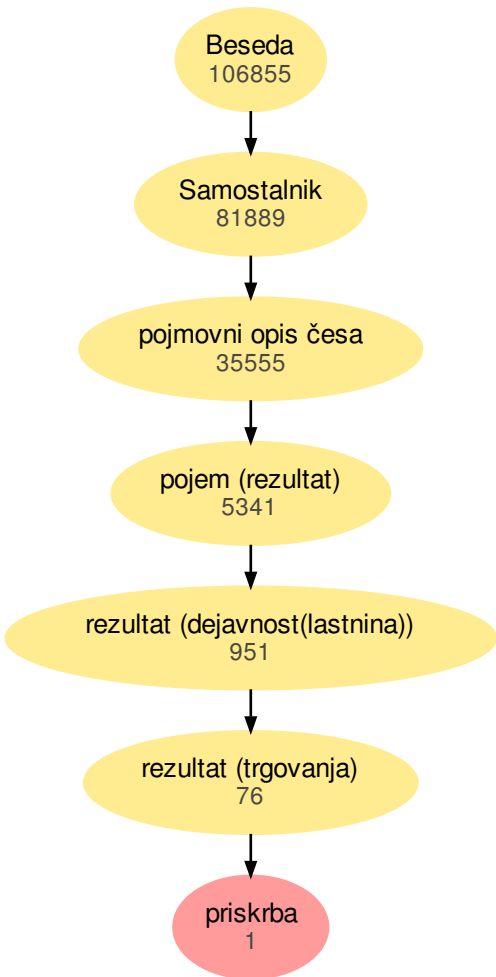 Beseda
106855
Samostalnik
81889
pojmovni opis česa
35555
pojem (rezultat)
5341
rezultat (dejavnost(lastnina))
951
rezultat (trgovanja)
76
priskrba
1